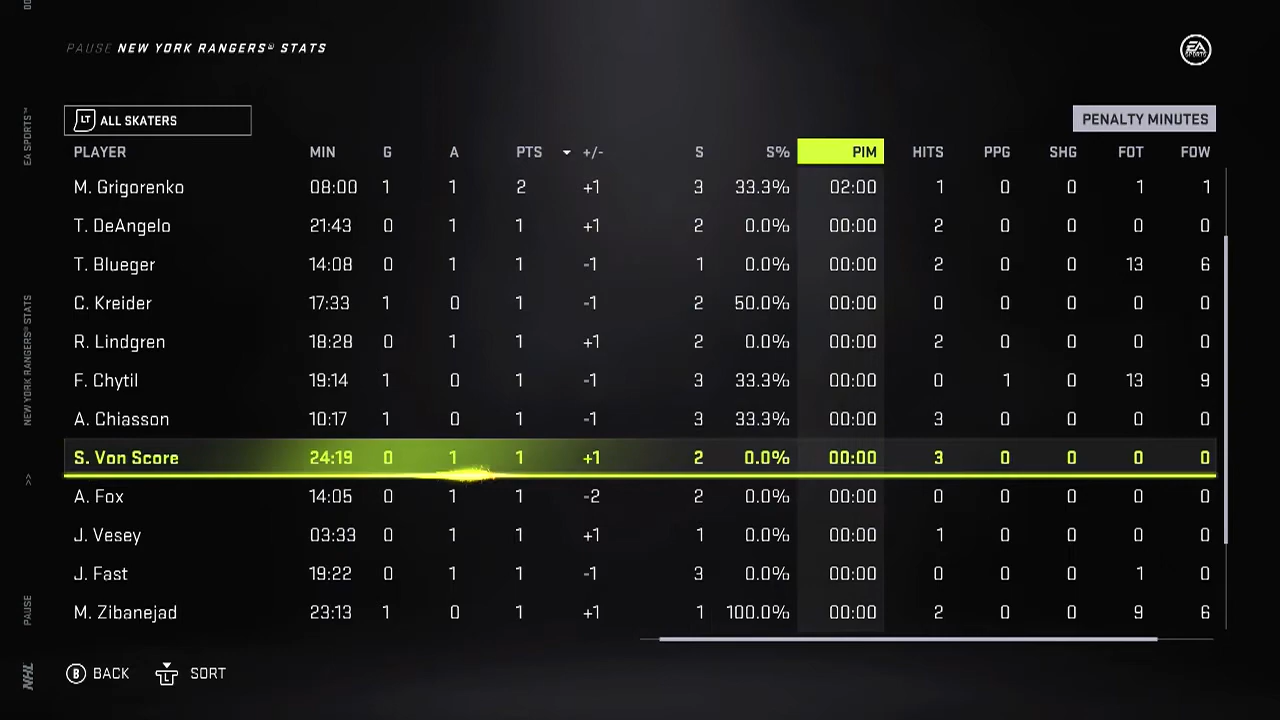 PAUSE NEW YORK RANGERS® STATS
EA SPORTS
LT ALL SKATERS
PENALTY MINUTES
PLAYER MIN G A PTS +/- S S% PIM HITS PPG SHG FOT FOW
M. Grigorenko 08:00 1 1 2 +1 3 33.3% 02:00 1 0 0 1 1
T. DeAngelo 21:43 0 1 1 +1 2 0.0% 00:00 2 0 0 0 0
T. Blueger 14:08 0 1 1 -1 1 0.0% 00:00 2 0 0 13 6
C. Kreider 17:33 1 0 1 -1 2 50.0% 00:00 0 0 0 0 0
R. Lindgren 18:28 0 1 1 +1 2 0.0% 00:00 2 0 0 0 0
F. Chytil 19:14 1 0 1 -1 3 33.3% 00:00 0 1 0 13 9
A. Chiasson 10:17 1 0 1 -1 3 33.3% 00:00 3 0 0 0 0
S. Von Score 24:19 0 1 1 +1 2 0.0% 00:00 3 0 0 0 0
A. Fox 14:05 0 1 1 -2 2 0.0% 00:00 0 0 0 0 0
J. Vesey 03:33 0 1 1 +1 1 0.0% 00:00 1 0 0 0 0
J. Fast 19:22 0 1 1 -1 3 0.0% 00:00 0 0 0 1 0
M. Zibanejad 23:13 1 0 1 +1 1 100.0% 00:00 2 0 0 9 6
B BACK L SORT
NHL PAUSE >> NEW YORK RANGERS® STATS EA SPORTS™